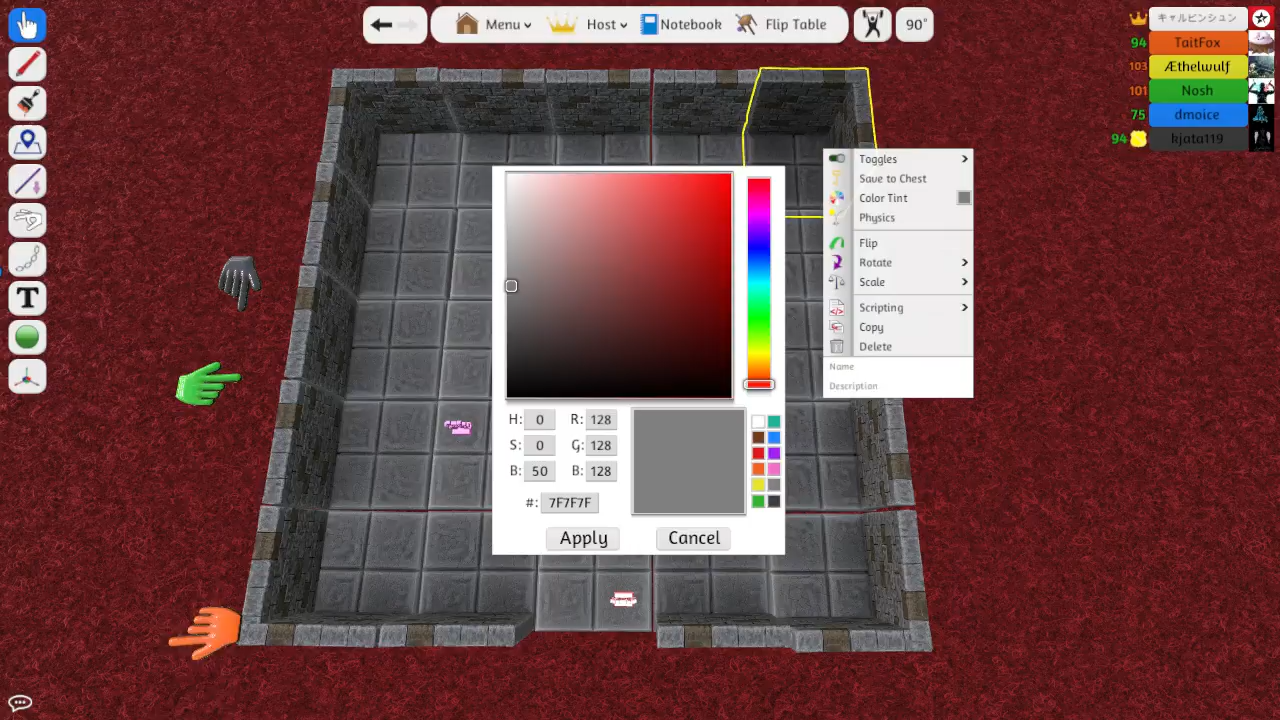 Menu
Host
Notebook
Flip Table
90°
キャルビンシュン
94 TaitFox
103 Æthelwulf
101 Nosh
75 dmoice
94 kjata119
T
Toggles
Save to Chest
Color Tint
Physics
Flip
Rotate
Scale
Scripting
Copy
Delete
Name
Description
H: 0 R: 128
S: 0 G: 128
B: 50 B: 128
#: 7F7F7F
Apply Cancel